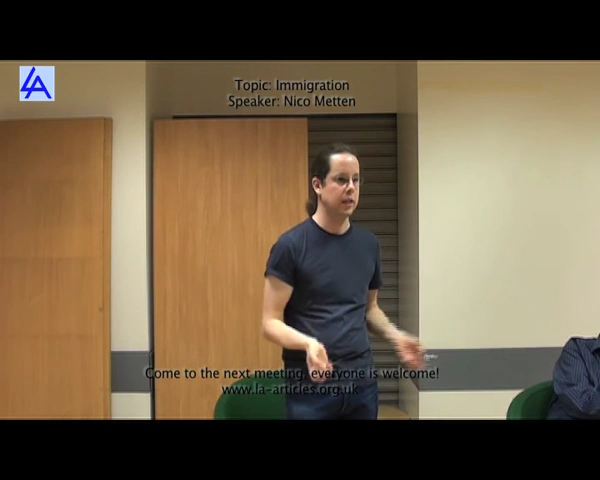 LA
Topic: Immigration
Speaker: Nico Metten
Come to the next meeting, everyone is welcome!
www.la-articles.org.uk